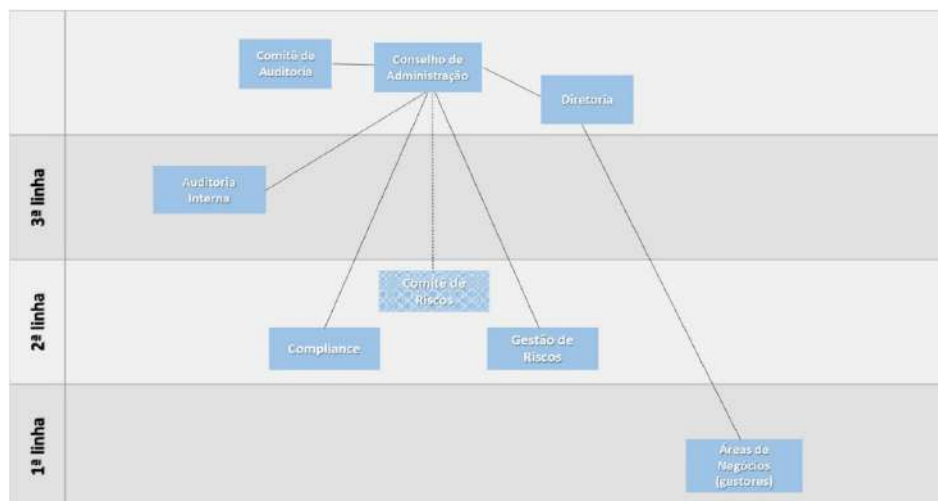 Comitê de
Auditoria
Conselho de
Administração
Diretoria
3ª linha
Auditoria
Interna
2ª linha
Comitê de
Riscos
Compliance
Gestão de
Riscos
1ª linha
Áreas de
Negócios
(gestores)